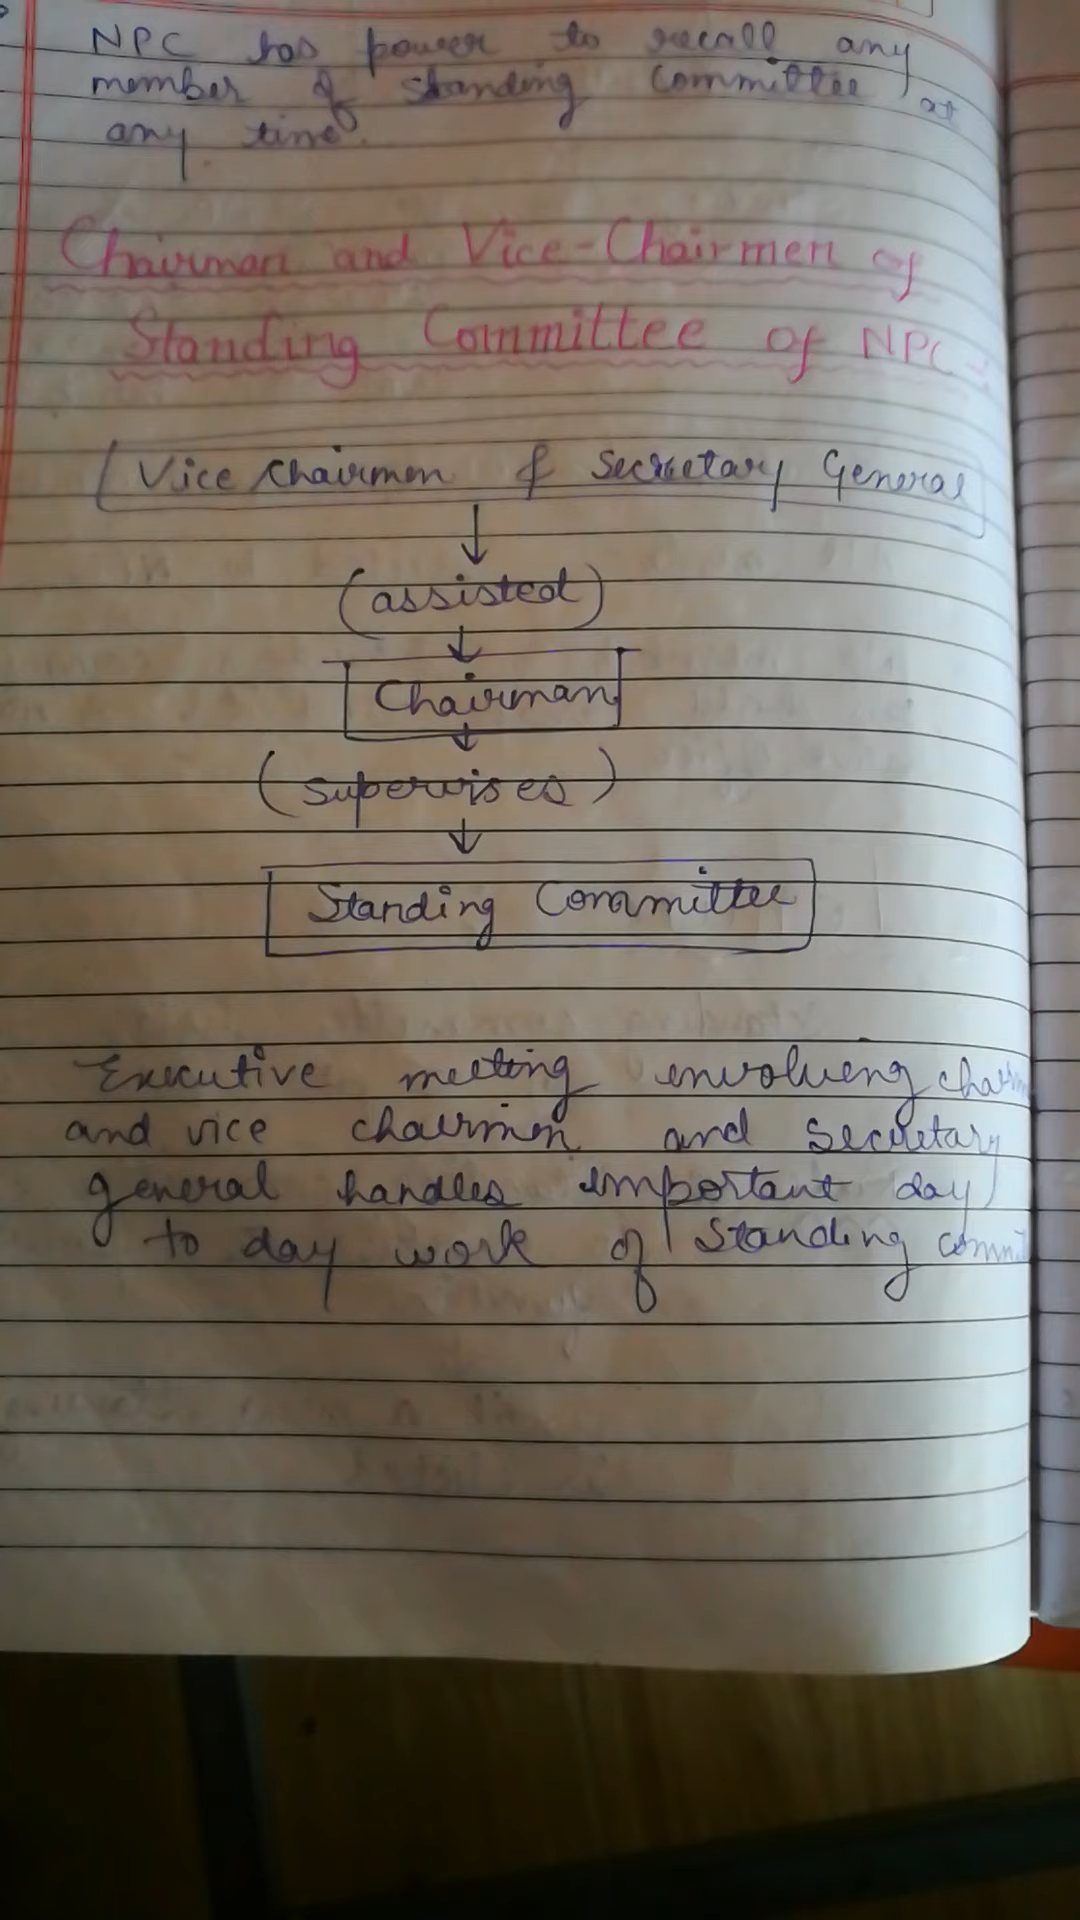 NPC has power to recall any
member of standing committee at
any time.
Chairman and Vice-Chairmen of
Standing Committee of NPC
Vice Chairmen & Secretary General
(assisted)
Chairman
(supervises)
Standing Committee
Executive meeting involving
and vice chairmen and Secretary
general handles important day
to day work of Standing